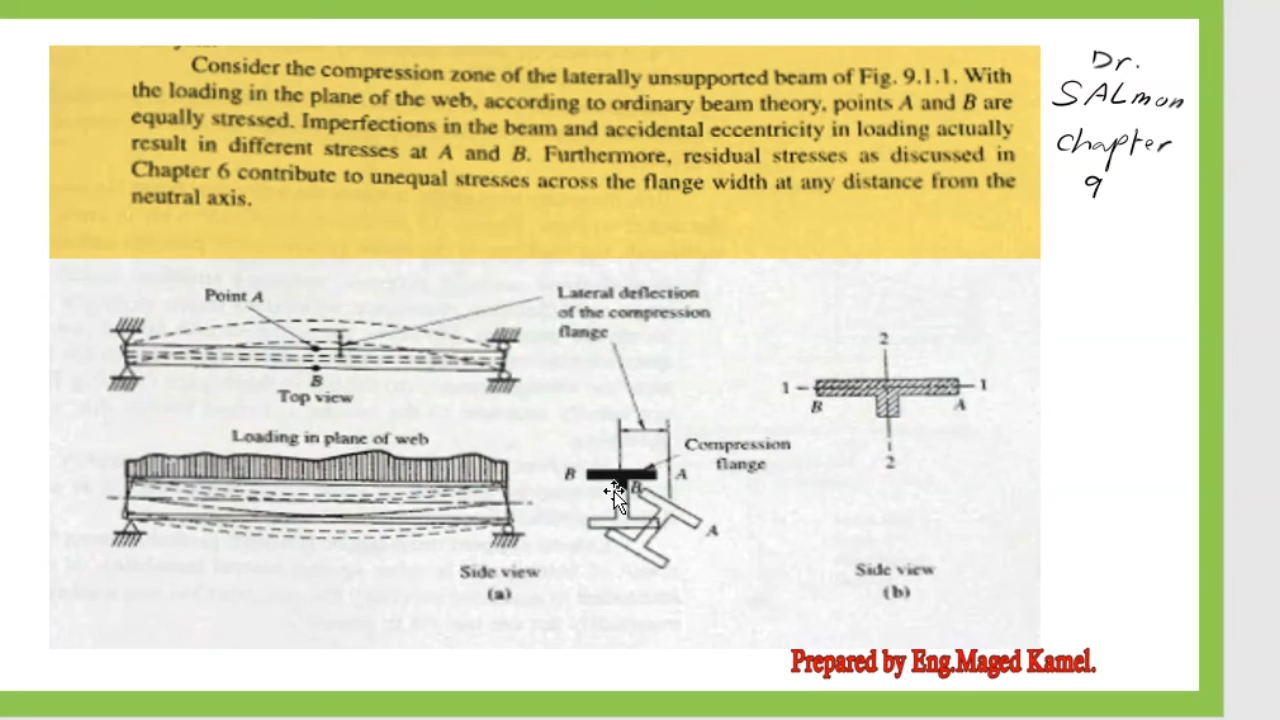 Consider the compression zone of the laterally unsupported beam of Fig. 9.1.1. With
the loading in the plane of the web, according to ordinary beam theory, points A and B are
equally stressed. Imperfections in the beam and accidental eccentricity in loading actually
result in different stresses at A and B. Furthermore, residual stresses as discussed in
Chapter 6 contribute to unequal stresses across the flange width at any distance from the
neutral axis.
Dr.
SALmon
chapter
9
Point A
B
Top view
Lateral deflection
of the compression
flange
Loading in plane of web
Compression
flange
B
A
B
A
Side view
(a)
2
1
1
B
A
2
Side view
(b)
Prepared by Eng.Maged Kamel.